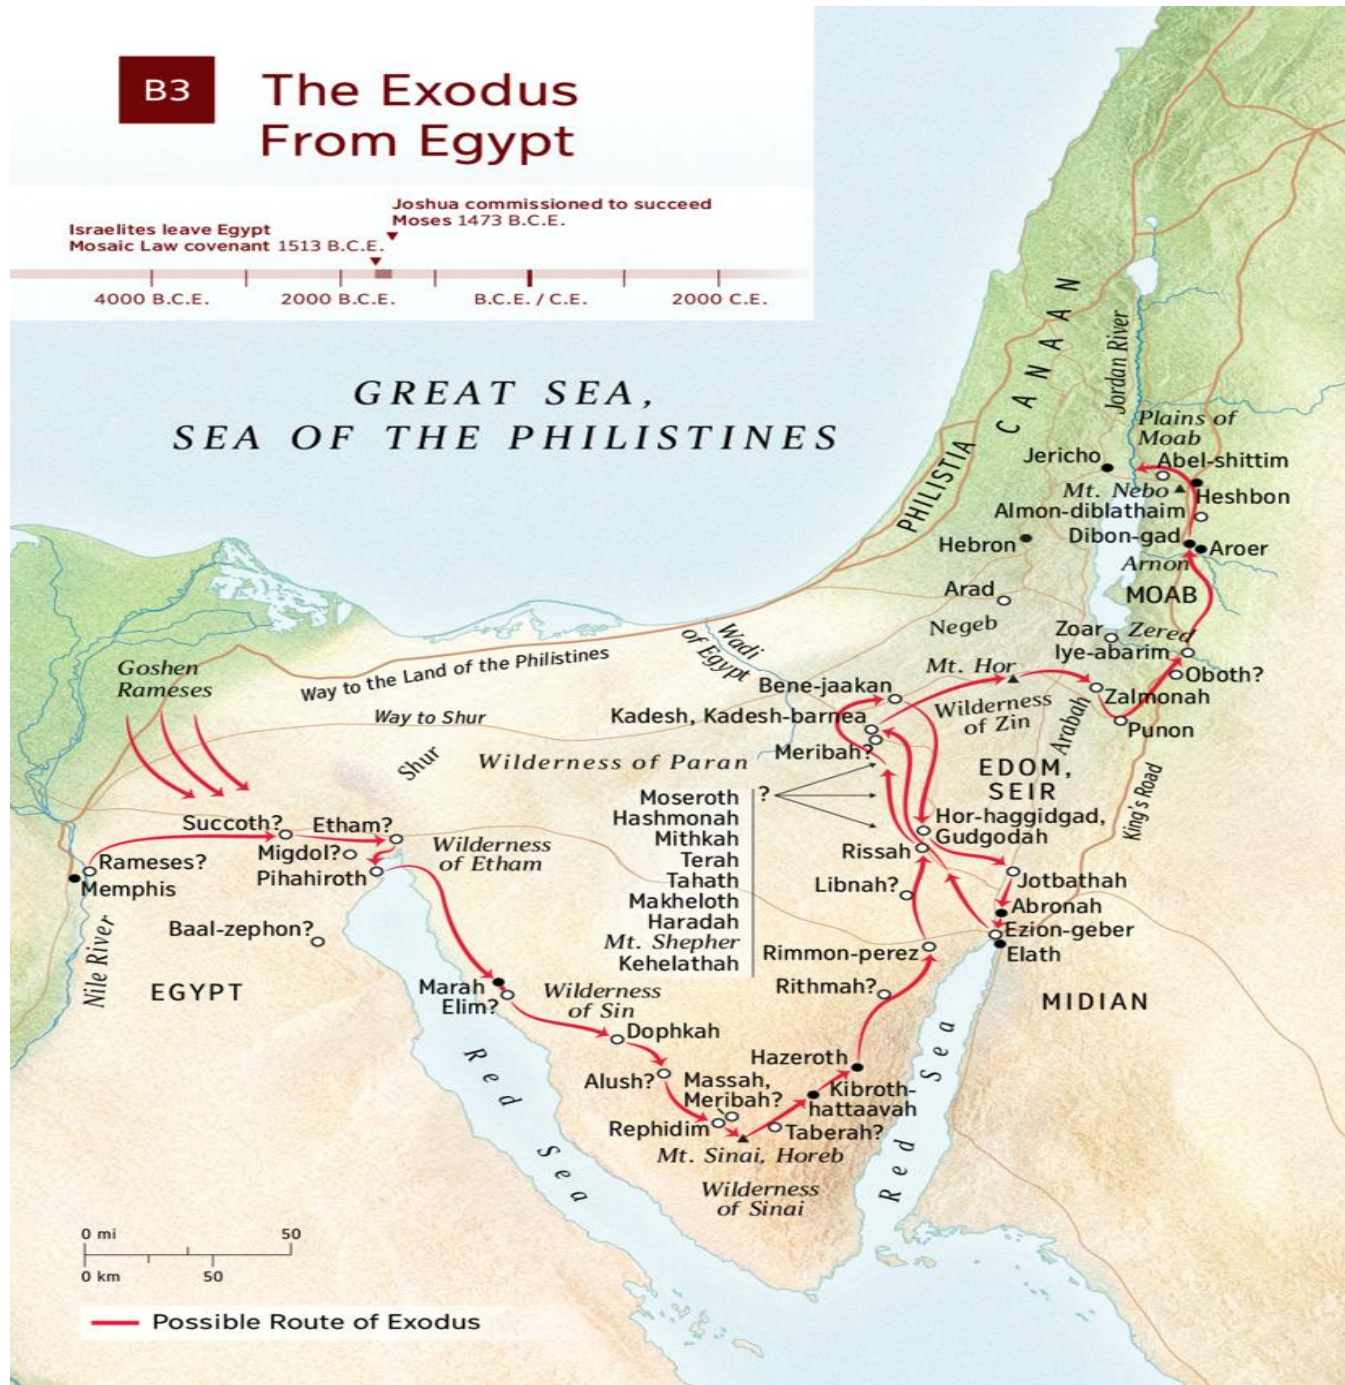 B3
The Exodus
From Egypt
Joshua commissioned to succeed
Moses 1473 B.C.E.
Israelites leave Egypt
Mosaic Law covenant 1513 B.C.E.
4000 B.C.E.
2000 B.C.E.
B.C.E. / C.E.
2000 C.E.
GREAT SEA,
SEA OF THE PHILISTINES
CANAAN
PHILISTIA
Jordan River
Plains of
Moab
Jericho
Abel-shittim
Mt. Nebo
Heshbon
Almon-diblathaim
Dibon-gad
Hebron
Aroer
Arnon
Arad
MOAB
Negeb
Zoar
Zered
Iye-abarim
Wadi
of Egypt
Goshen
Rameses
Way to the Land of the Philistines
Mt. Hor
Oboth?
Bene-jaakan
Zalmonah
Way to Shur
Kadesh, Kadesh-barnea
Wilderness
of Zin
Arabah
Punon
Meribah?
Shur
Wilderness of Paran
EDOM,
SEIR
King's Road
Moseroth
?
Hashmonah
Mithkah
Terah
Tahath
Makheloth
Haradah
Mt. Shepher
Kehelathah
Hor-haggidgad,
Gudgodah
Succoth?
Etham?
Wilderness
of Etham
Migdol?
Rissah
Rameses?
Pihahiroth
Memphis
Libnah?
Jotbathah
Abronah
Baal-zephon?
Ezion-geber
Nile River
Rimmon-perez
Elath
EGYPT
Marah
Elim?
Wilderness
of Sin
Rithmah?
MIDIAN
Dophkah
Red Sea
Hazeroth
Alush?
Massah,
Meribah?
Kibroth-
hattaavah
Rephidim
Taberah?
Mt. Sinai, Horeb
Red Sea
Wilderness
of Sinai
0 mi
50
0 km
50
Possible Route of Exodus